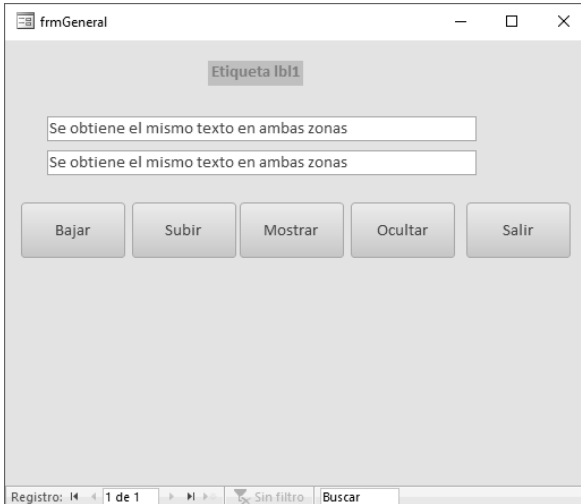 frmGeneral
Etiqueta lbl1
Se obtiene el mismo texto en ambas zonas
Se obtiene el mismo texto en ambas zonas
Bajar Subir Mostrar Ocultar Salir
Registro: 1 de 1 Sin filtro Buscar